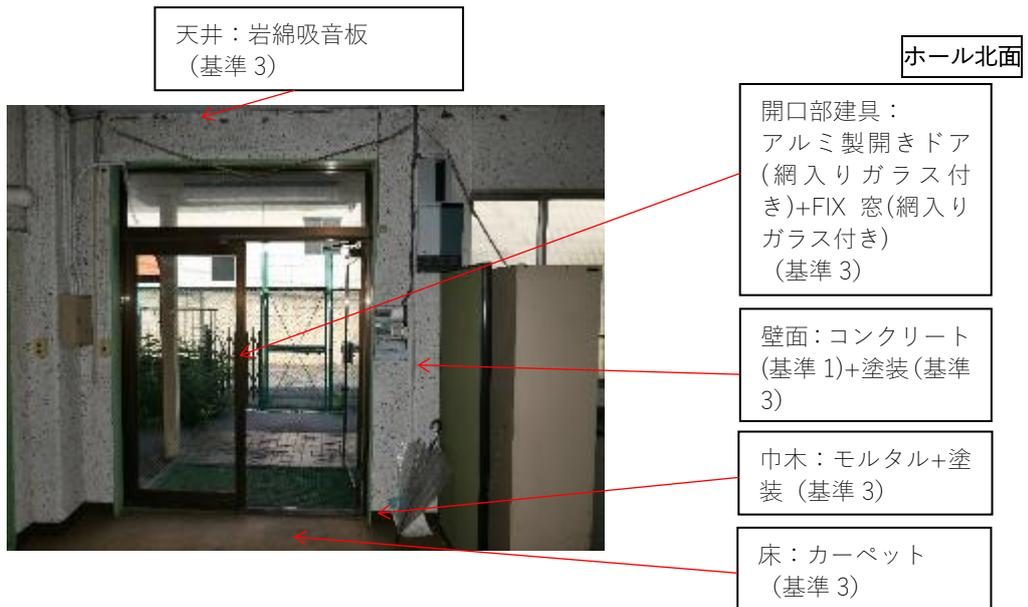 天井：岩綿吸音板
（基準 3）
ホール北面
開口部建具：
アルミ製開きドア
(網入りガラス付
き)+FIX 窓(網入り
ガラス付き)
（基準 3）
壁面：コンクリート
(基準 1)+塗装(基準
3)
巾木：モルタル+塗
装（基準 3）
床：カーペット
（基準 3）